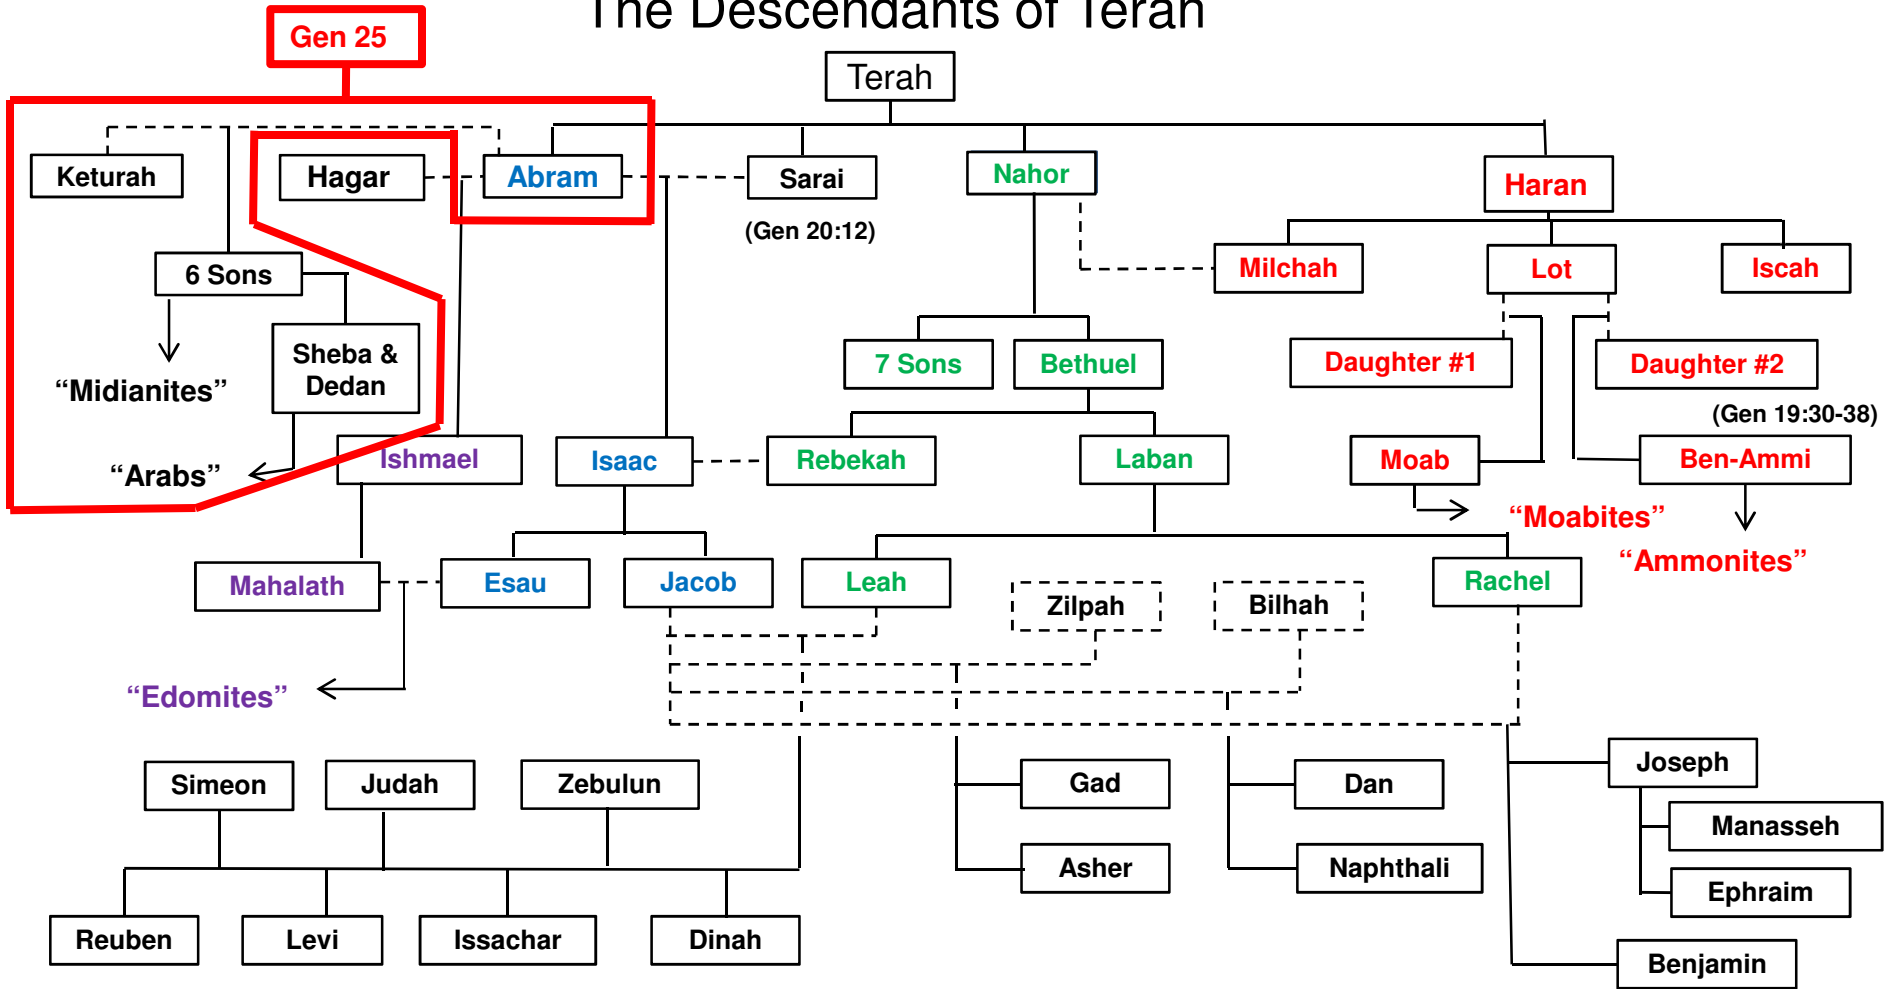 The Descendants of Terah
Gen 25
Terah
Keturah
Hagar
Abram
Sarai
Nahor
Haran
(Gen 20:12)
Milchah
Lot
Iscah
6 Sons
Sheba &
Dedan
7 Sons
Bethuel
Daughter #1
Daughter #2
“Midianites”
(Gen 19:30-38)
“Arabs”
Ishmael
Isaac
Rebekah
Laban
Moab
Ben-Ammi
“Moabites”
“Ammonites”
Mahalath
Esau
Jacob
Leah
Zilpah
Bilhah
Rachel
“Edomites”
Simeon
Judah
Zebulun
Gad
Dan
Joseph
Manasseh
Asher
Naphthali
Ephraim
Reuben
Levi
Issachar
Dinah
Benjamin